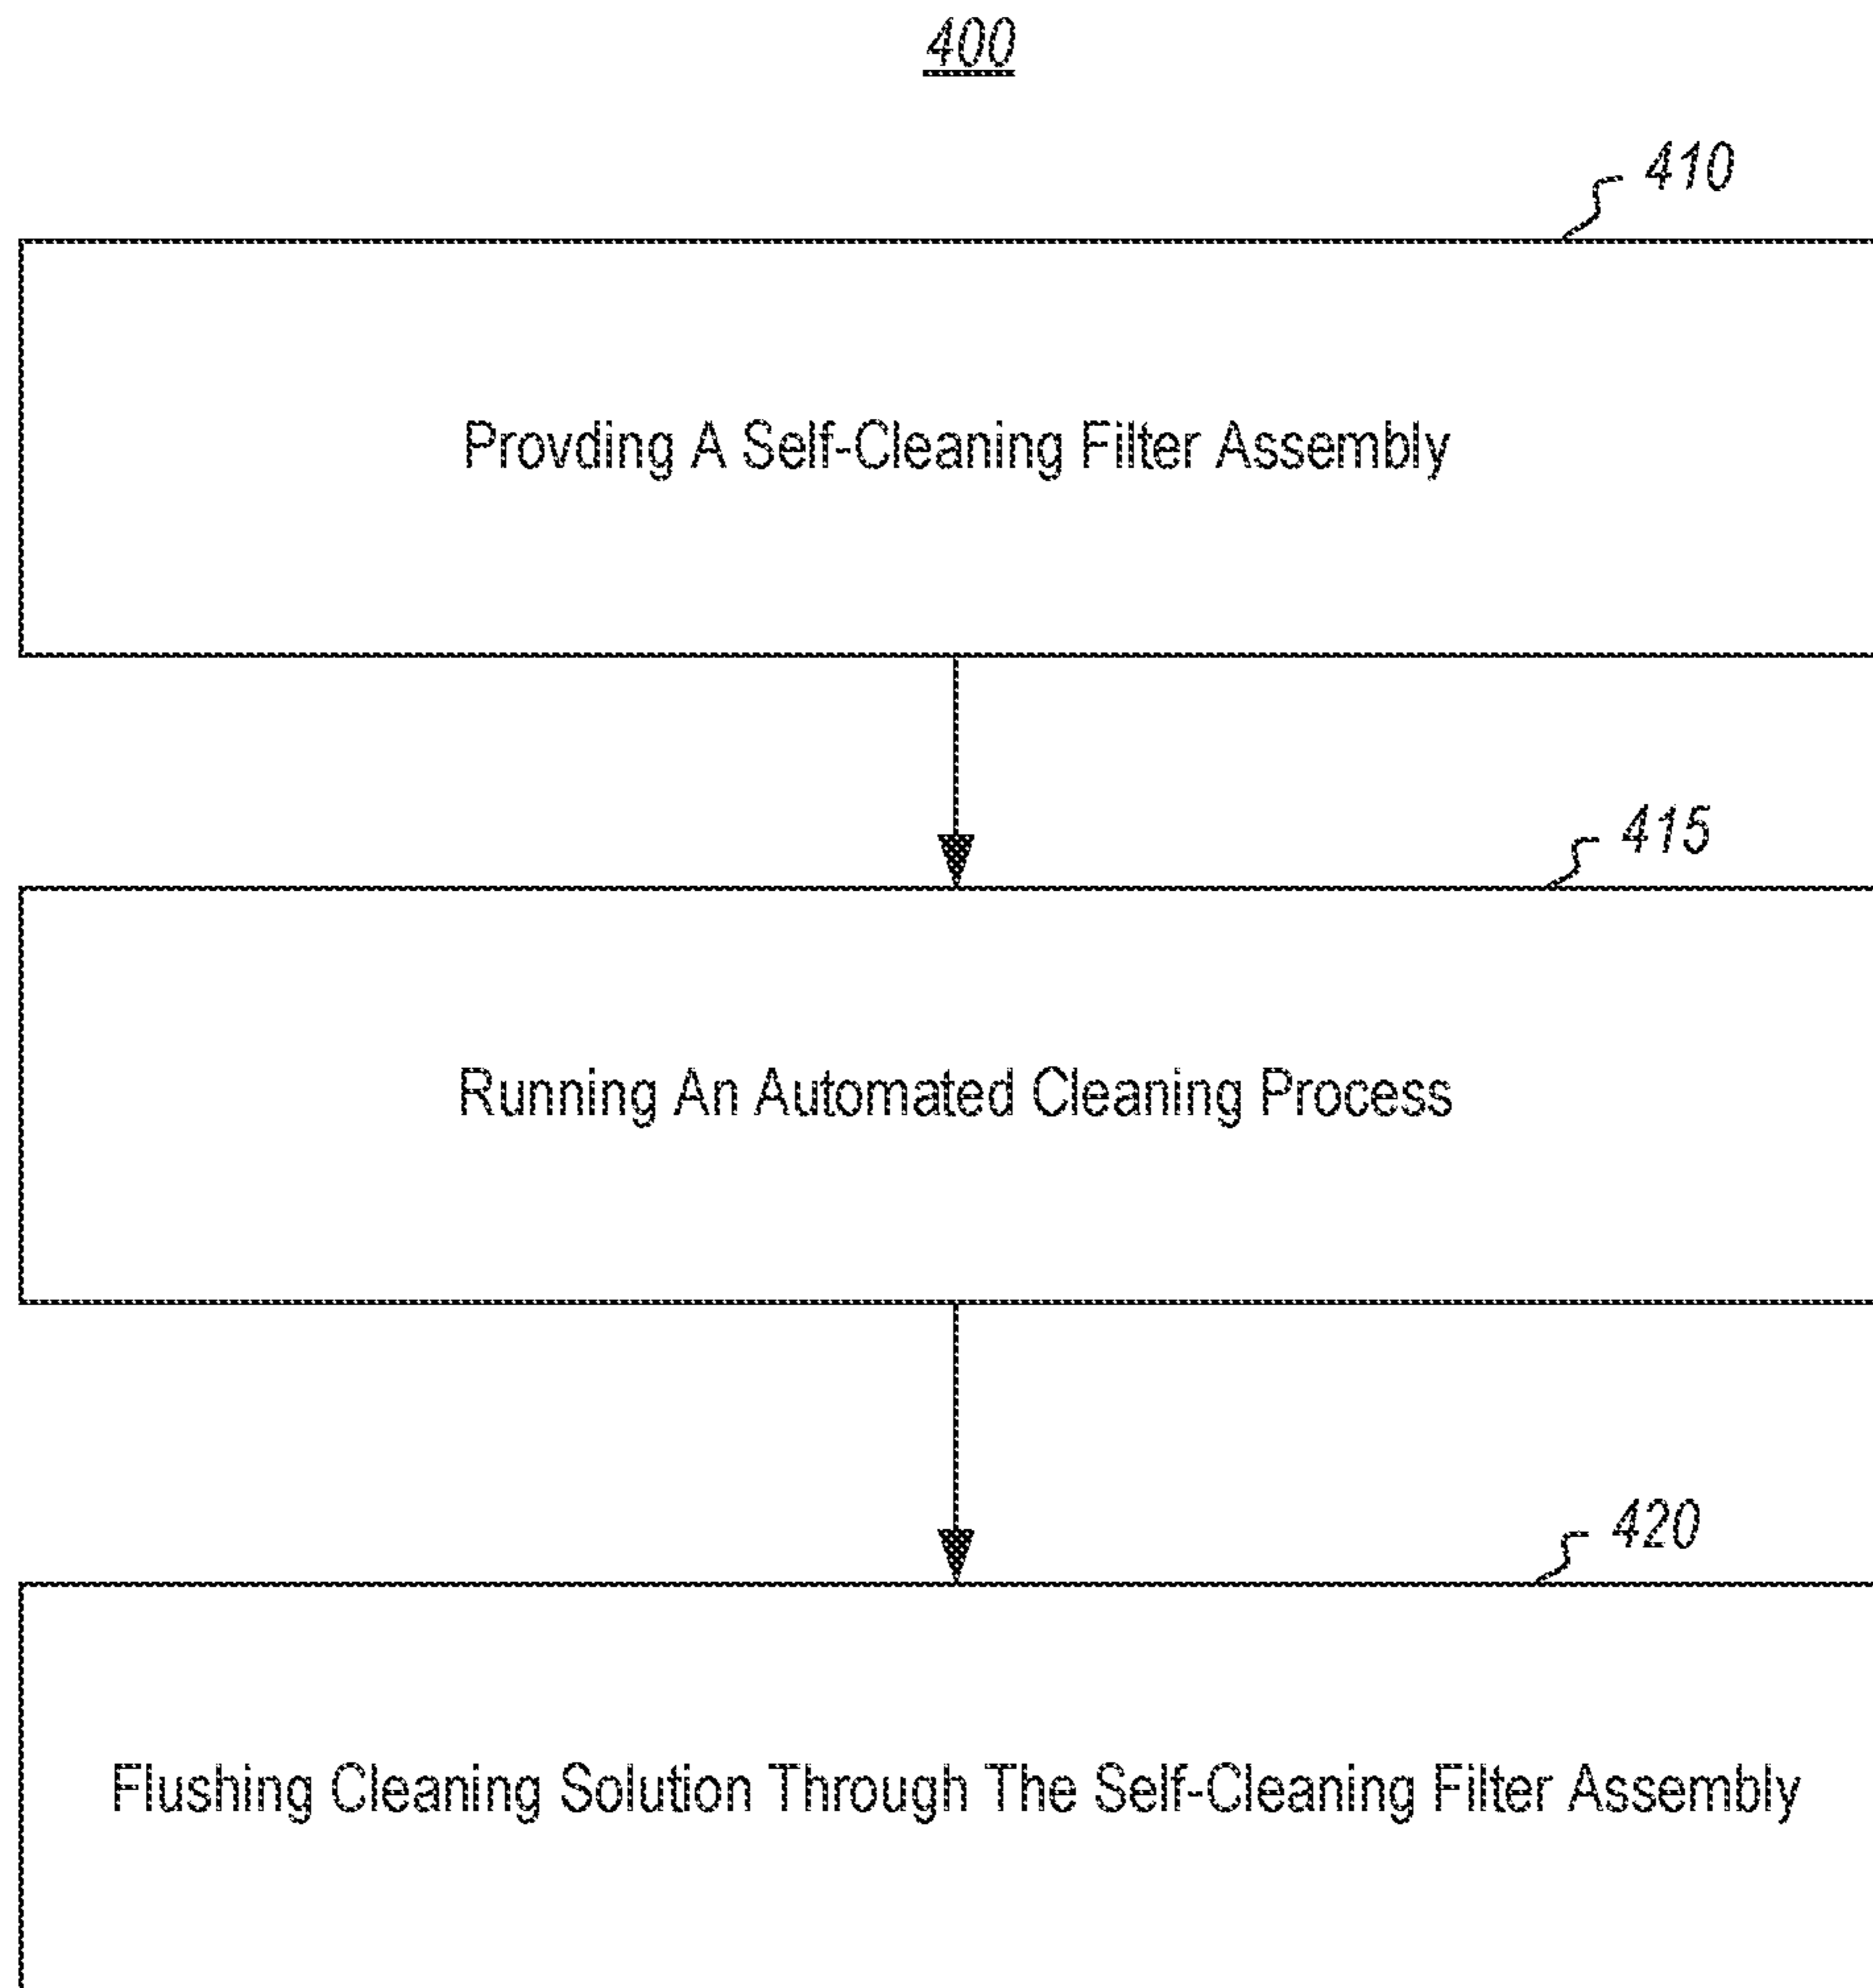 400
410
Provding A Self-Cleaning Filter Assembly
415
Running An Automated Cleaning Process
420
Flushing Cleaning Solution Through The Self-Cleaning Filter Assembly